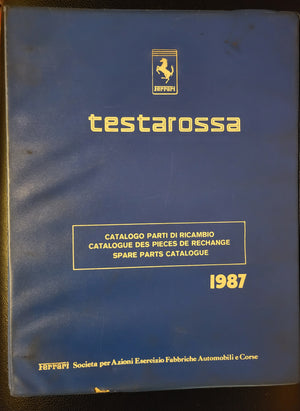 Ferrari
testarossa
CATALOGO PARTI DI RICAMBIO
CATALOGUE DES PIECES DE RECHANGE
SPARE PARTS CATALOGUE
1987
Ferrari Societa per Azioni Esercizio Fabbriche Automobili e Corse